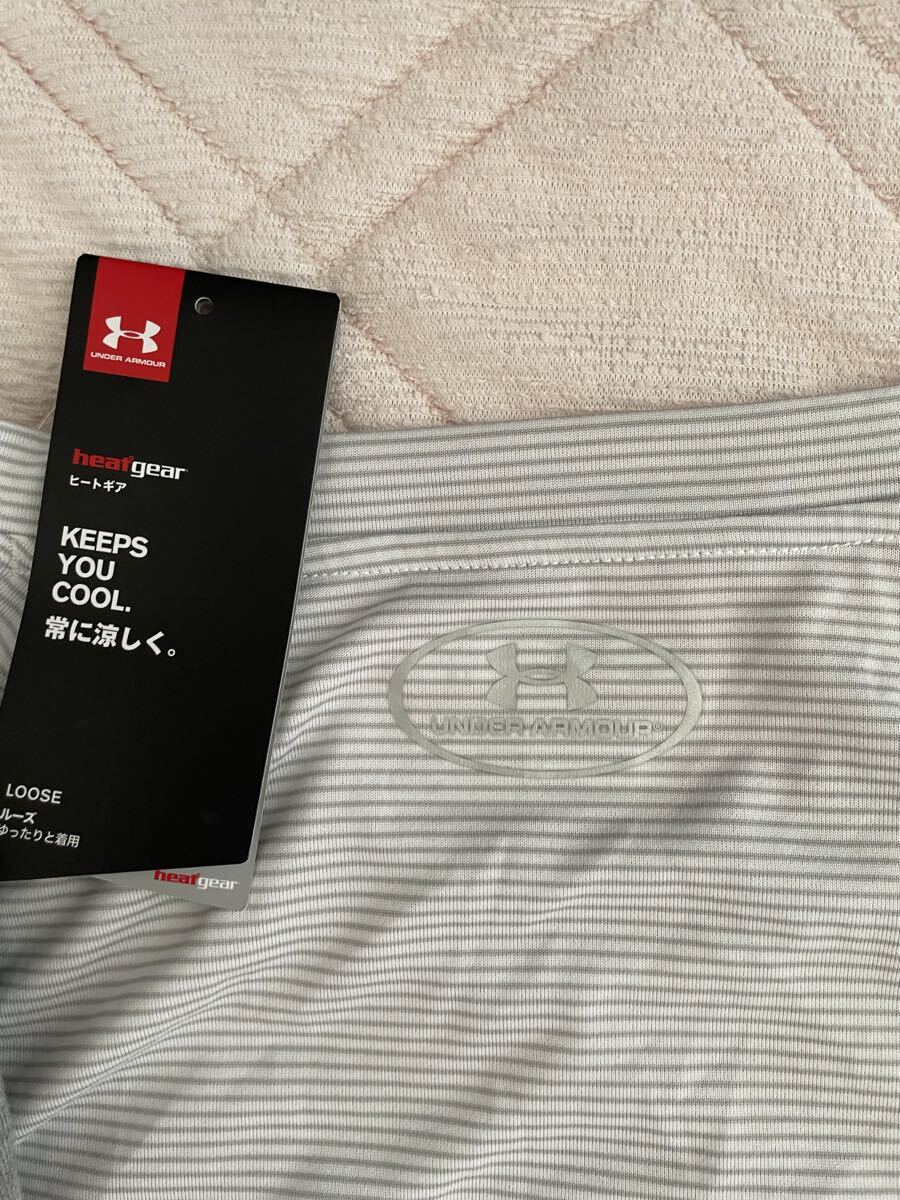 UNDER ARMOUR
heatgear
ヒートギア
KEEPS
YOU
COOL.
常に涼しく。
LOOSE
ルーズ
ゆったりと着用
heatgear
UNDER ARMOUR®